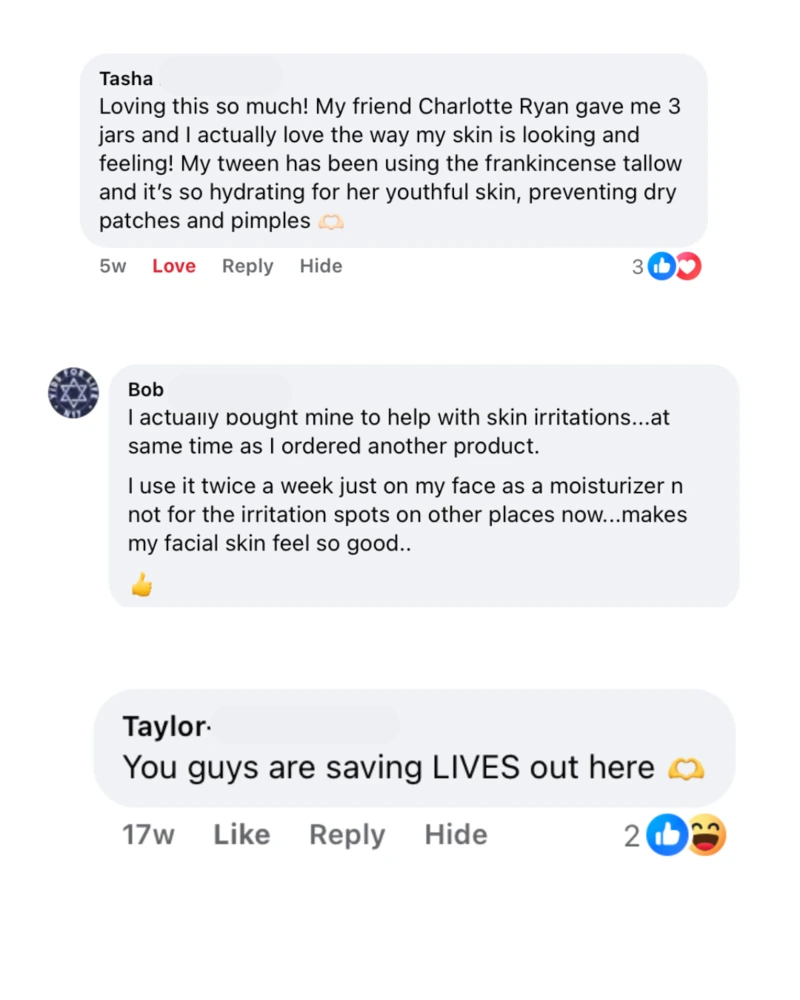 Tasha
Loving this so much! My friend Charlotte Ryan gave me 3
jars and I actually love the way my skin is looking and
feeling! My tween has been using the frankincense tallow
and it’s so hydrating for her youthful skin, preventing dry
patches and pimples 🫶🏻
5w Love Reply Hide 3
Bob
I actually bought mine to help with skin irritations...at
same time as I ordered another product.
I use it twice a week just on my face as a moisturizer n
not for the irritation spots on other places now...makes
my facial skin feel so good..
👍
Taylor
You guys are saving LIVES out here 🫶
17w Like Reply Hide 2